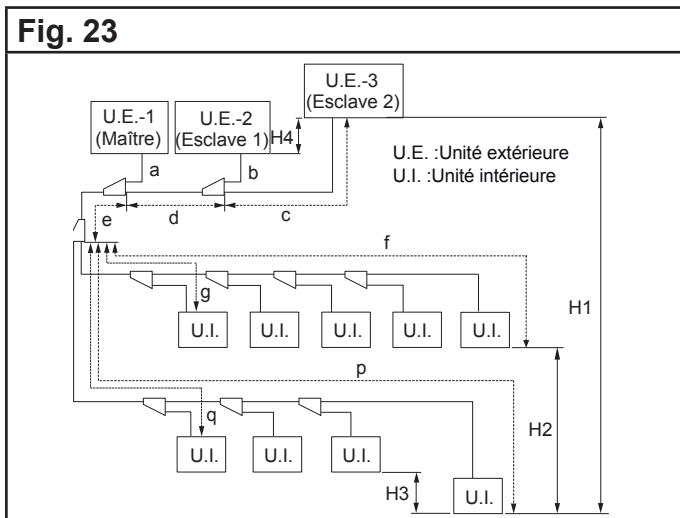 Fig. 23
U.E.-3
(Esclave 2)
U.E.-1
(Maître)
U.E.-2
(Esclave 1)
H4
U.E. :Unité extérieure
U.I. :Unité intérieure
a
b
e
d
c
f
g
H1
U.I.
U.I.
U.I.
U.I.
U.I.
p
q
H2
U.I.
U.I.
U.I.
H3
U.I.